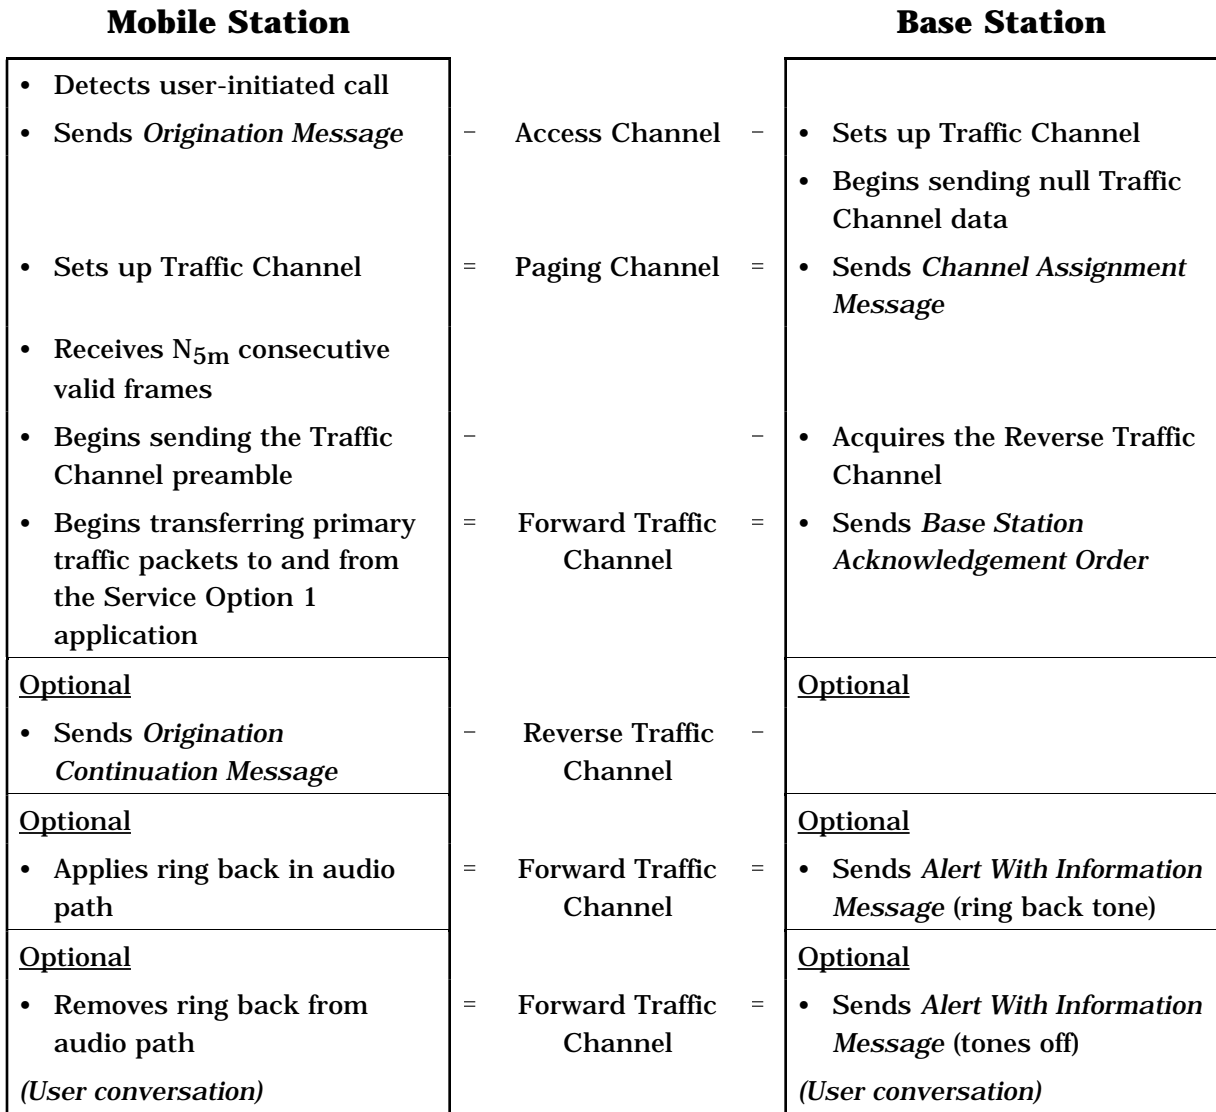 Mobile Station Base Station
• Detects user-initiated call
• Sends Origination Message – Access Channel – • Sets up Traffic Channel
• Begins sending null Traffic
Channel data
• Sets up Traffic Channel = Paging Channel = • Sends Channel Assignment
Message
• Receives N5m consecutive
valid frames
• Begins sending the Traffic – – • Acquires the Reverse Traffic
Channel preamble Channel
• Begins transferring primary = Forward Traffic = • Sends Base Station
traffic packets to and from Channel Acknowledgement Order
the Service Option 1
application
Optional Optional
• Sends Origination – Reverse Traffic –
Continuation Message Channel
Optional Optional
• Applies ring back in audio = Forward Traffic = • Sends Alert With Information
path Channel Message (ring back tone)
Optional Optional
• Removes ring back from = Forward Traffic = • Sends Alert With Information
audio path Channel Message (tones off)
(User conversation) (User conversation)